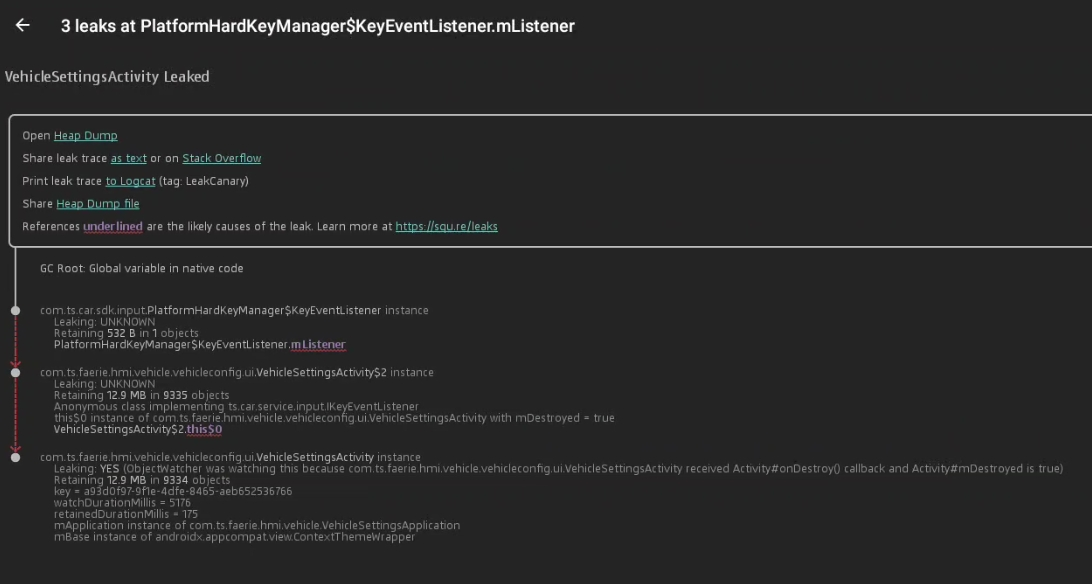 3 leaks at PlatformHardKeyManager$KeyEventListener.mListener
VehicleSettingsActivity Leaked
Open Heap Dump
Share leak trace as text or on Stack Overflow
Print leak trace to Logcat (tag: LeakCanary)
Share Heap Dump file
References underlined are the likely causes of the leak. Learn more at https://squ.re/leaks
GC Root: Global variable in native code
com.ts.car.sdk.input.PlatformHardKeyManager$KeyEventListener instance
Leaking: UNKNOWN
Retaining 532 B in 1 objects
PlatformHardKeyManager$KeyEventListener.mListener
com.ts.faerie.hmi.vehicle.vehicleconfig.ui.VehicleSettingsActivity$2 instance
Leaking: UNKNOWN
Retaining 12.9 MB in 9335 objects
Anonymous class implementing ts.car.service.input.IKeyEventListener
this$0 instance of com.ts.faerie.hmi.vehicle.vehicleconfig.ui.VehicleSettingsActivity with mDestroyed = true
VehicleSettingsActivity$2.this$0
com.ts.faerie.hmi.vehicle.vehicleconfig.ui.VehicleSettingsActivity instance
Leaking: YES (ObjectWatcher was watching this because com.ts.faerie.hmi.vehicle.vehicleconfig.ui.VehicleSettingsActivity received Activity#onDestroy() callback and Activity#mDestroyed is true)
Retaining 12.9 MB in 9334 objects
key = a93d0f97-9f1e-4dfe-8465-aeb652536766
watchDurationMillis = 5176
retainedDurationMillis = 175
mApplication instance of com.ts.faerie.hmi.vehicle.VehicleSettingsApplication
mBase instance of androidx.appcompat.view.ContextThemeWrapper